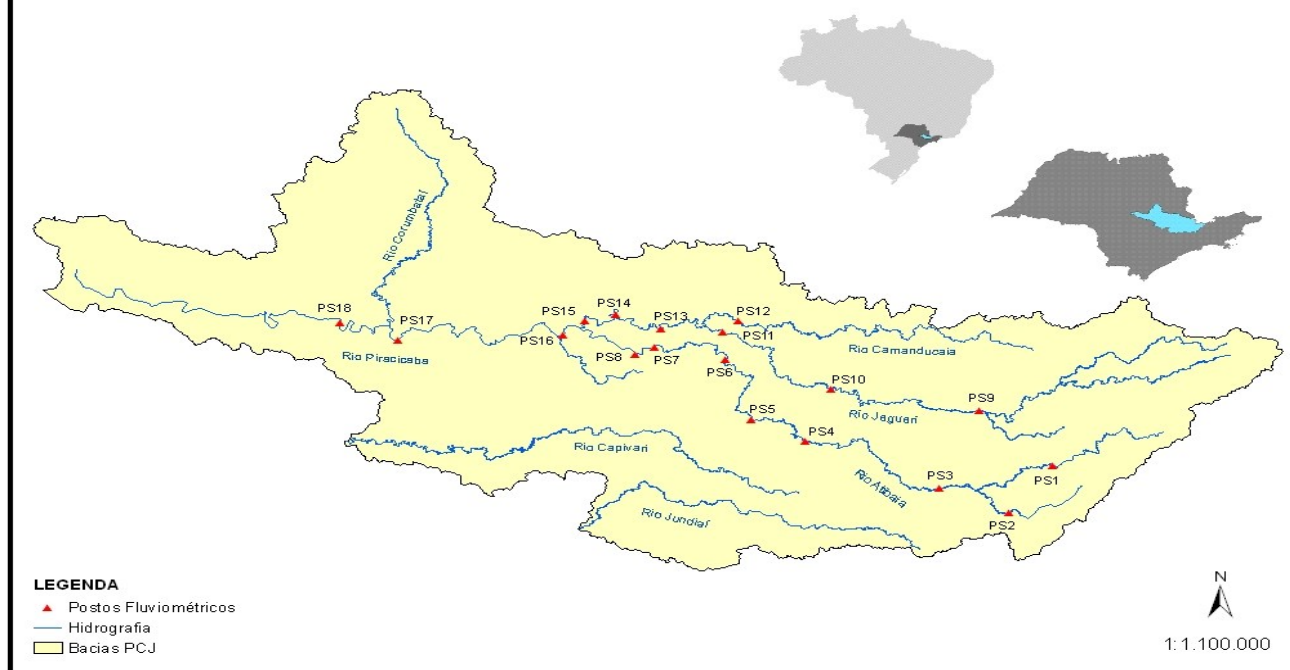 Rio Corumbataí
PS18
PS17
Rio Piracicaba
PS15
PS14
PS13
PS12
PS16
PS11
PS8
PS7
PS6
Rio Camanducaia
PS10
PS9
Rio Jaguari
PS5
PS4
Rio Capivari
PS3
PS1
Rio Atibaia
PS2
Rio Jundiaí
LEGENDA
Postos Fluviométricos
Hidrografia
Bacias PCJ
N
1:1.100.000